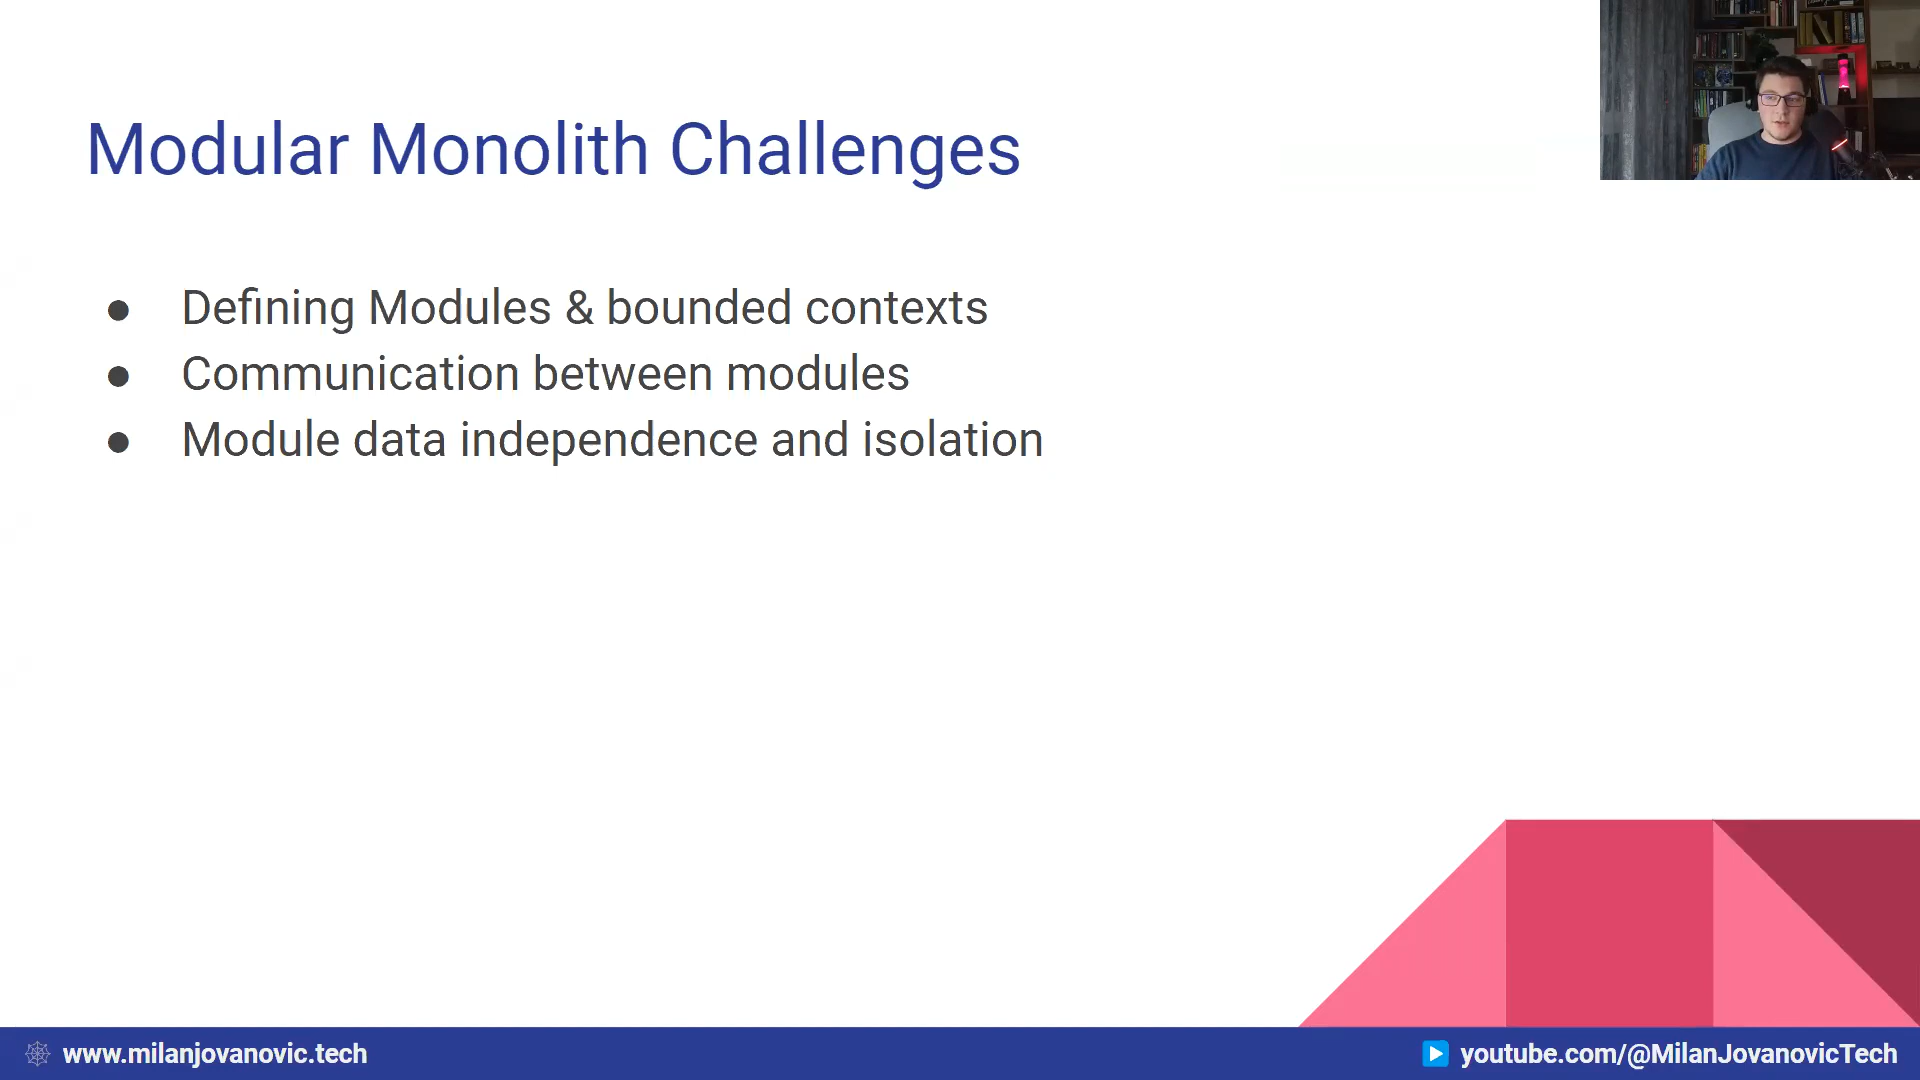 Modular Monolith Challenges
● Defining Modules & bounded contexts
● Communication between modules
● Module data independence and isolation
www.milanjovanovic.tech
youtube.com/@MilanJovanovicTech